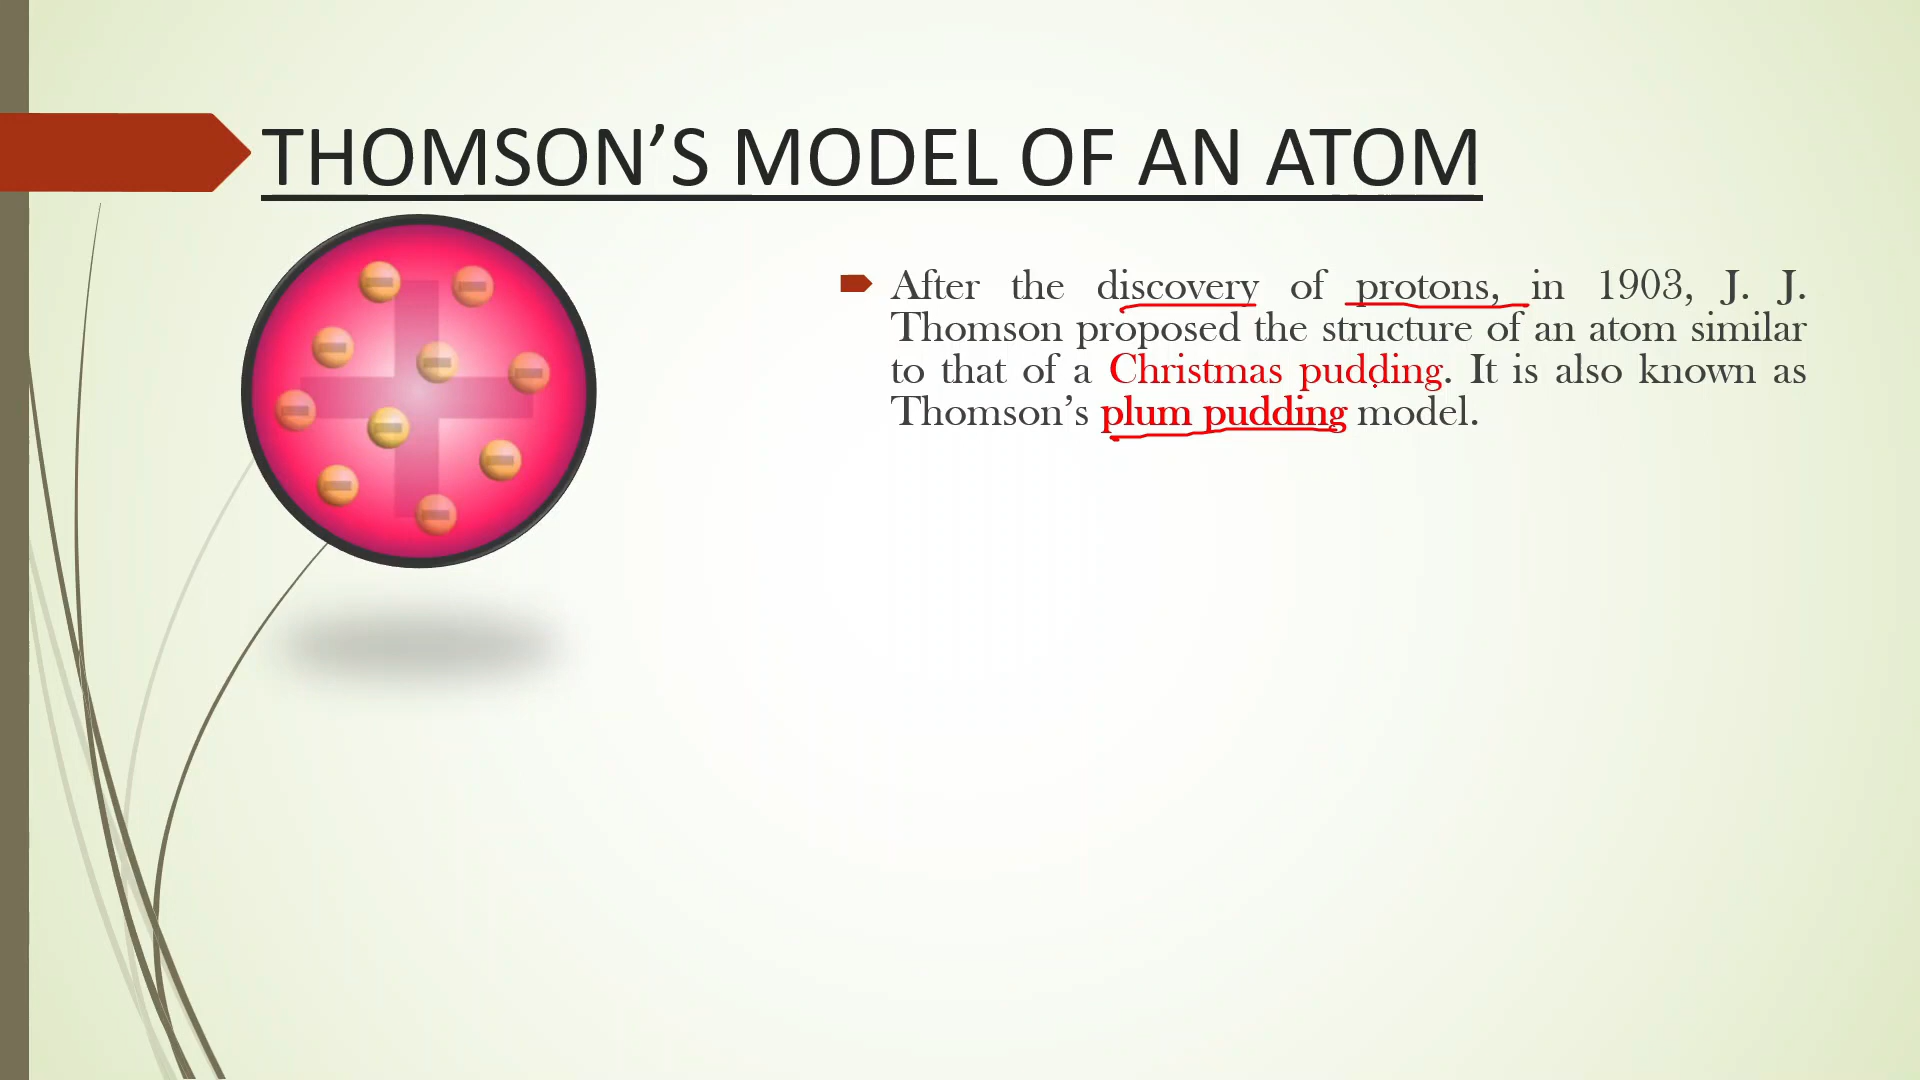 THOMSON’S MODEL OF AN ATOM
After the discovery of protons, in 1903, J. J.
Thomson proposed the structure of an atom similar
to that of a Christmas pudding. It is also known as
Thomson’s plum pudding model.